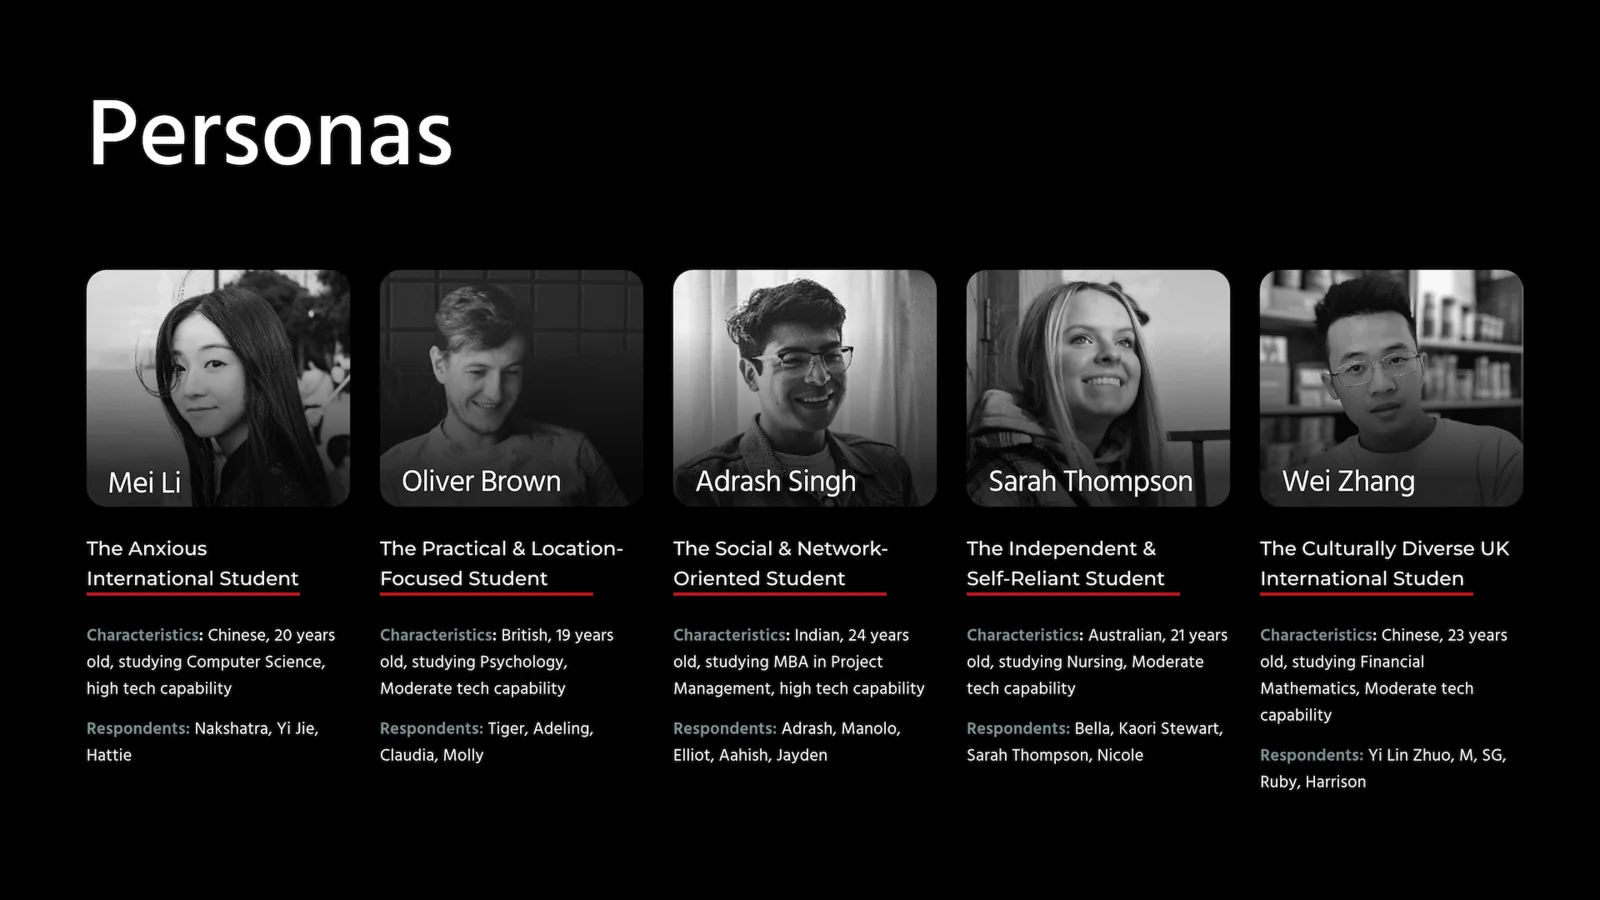 Personas
Mei Li
The Anxious
International Student
Characteristics: Chinese, 20 years
old, studying Computer Science,
high tech capability
Respondents: Nakshatra, Yi Jie,
Hattie
Oliver Brown
The Practical & Location-
Focused Student
Characteristics: British, 19 years
old, studying Psychology,
Moderate tech capability
Respondents: Tiger, Adeling,
Claudia, Molly
Adrash Singh
The Social & Network-
Oriented Student
Characteristics: Indian, 24 years
old, studying MBA in Project
Management, high tech capability
Respondents: Adrash, Manolo,
Elliot, Aahish, Jayden
Sarah Thompson
The Independent &
Self-Reliant Student
Characteristics: Australian, 21 years
old, studying Nursing, Moderate
tech capability
Respondents: Bella, Kaori Stewart,
Sarah Thompson, Nicole
Wei Zhang
The Culturally Diverse UK
International Studen
Characteristics: Chinese, 23 years
old, studying Financial
Mathematics, Moderate tech
capability
Respondents: Yi Lin Zhuo, M, SG,
Ruby, Harrison